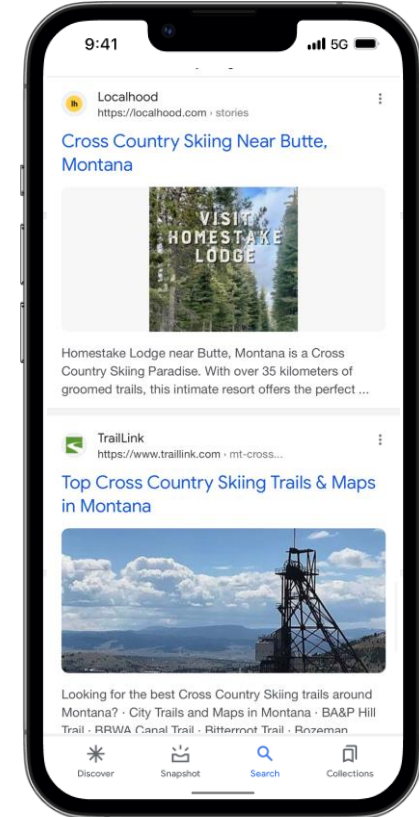 9:41
5G
lh
Localhood
https://localhood.com › stories
Cross Country Skiing Near Butte,
Montana
VISIT
HOMESTAKE
LODGE
Homestake Lodge near Butte, Montana is a Cross
Country Skiing Paradise. With over 35 kilometers of
groomed trails, this intimate resort offers the perfect ...
TrailLink
https://www.traillink.com › mt-cross...
Top Cross Country Skiing Trails & Maps
in Montana
Looking for the best Cross Country Skiing trails around
Montana? · City Trails and Maps in Montana · BA&P Hill
Trail · BBWA Canal Trail · Bitterroot Trail · Bozeman
Discover
Snapshot
Search
Collections